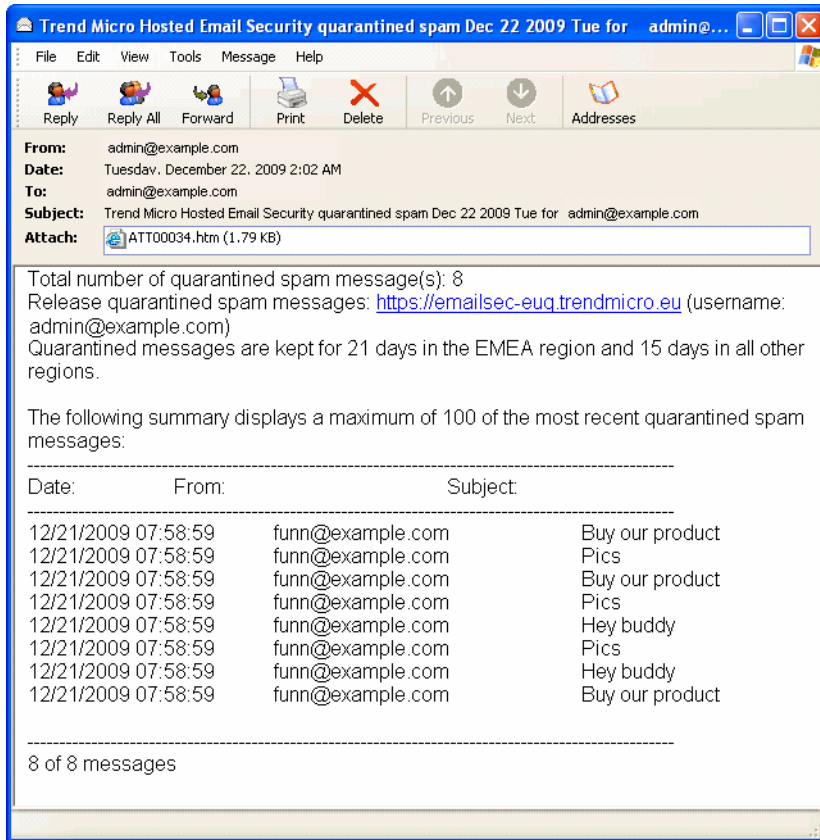 Trend Micro Hosted Email Security quarantined spam Dec 22 2009 Tue for admin@...
File Edit View Tools Message Help
Reply Reply All Forward Print Delete Previous Next Addresses
From: admin@example.com
Date: Tuesday, December 22, 2009 2:02 AM
To: admin@example.com
Subject: Trend Micro Hosted Email Security quarantined spam Dec 22 2009 Tue for admin@example.com
Attach: ATT00034.htm (1.79 KB)
Total number of quarantined spam message(s): 8
Release quarantined spam messages: https://emailsec-euq.trendmicro.eu (username:
admin@example.com)
Quarantined messages are kept for 21 days in the EMEA region and 15 days in all other
regions.
The following summary displays a maximum of 100 of the most recent quarantined spam
messages:
Date: From: Subject:
12/21/2009 07:58:59 funn@example.com Buy our product
12/21/2009 07:58:59 funn@example.com Pics
12/21/2009 07:58:59 funn@example.com Buy our product
12/21/2009 07:58:59 funn@example.com Pics
12/21/2009 07:58:59 funn@example.com Hey buddy
12/21/2009 07:58:59 funn@example.com Pics
12/21/2009 07:58:59 funn@example.com Hey buddy
12/21/2009 07:58:59 funn@example.com Buy our product
8 of 8 messages